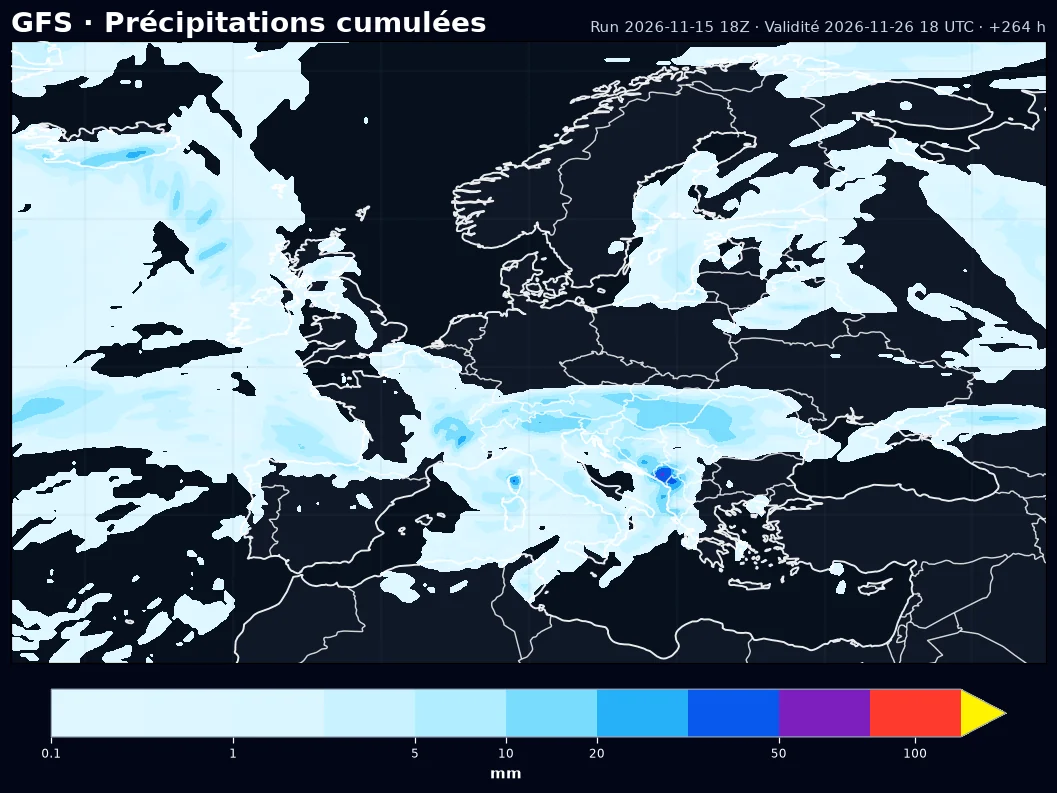 GFS · Précipitations cumulées
Run 2026-11-15 18Z · Validité 2026-11-26 18 UTC · +264 h
0.1 1 5 10 20 50 100
mm